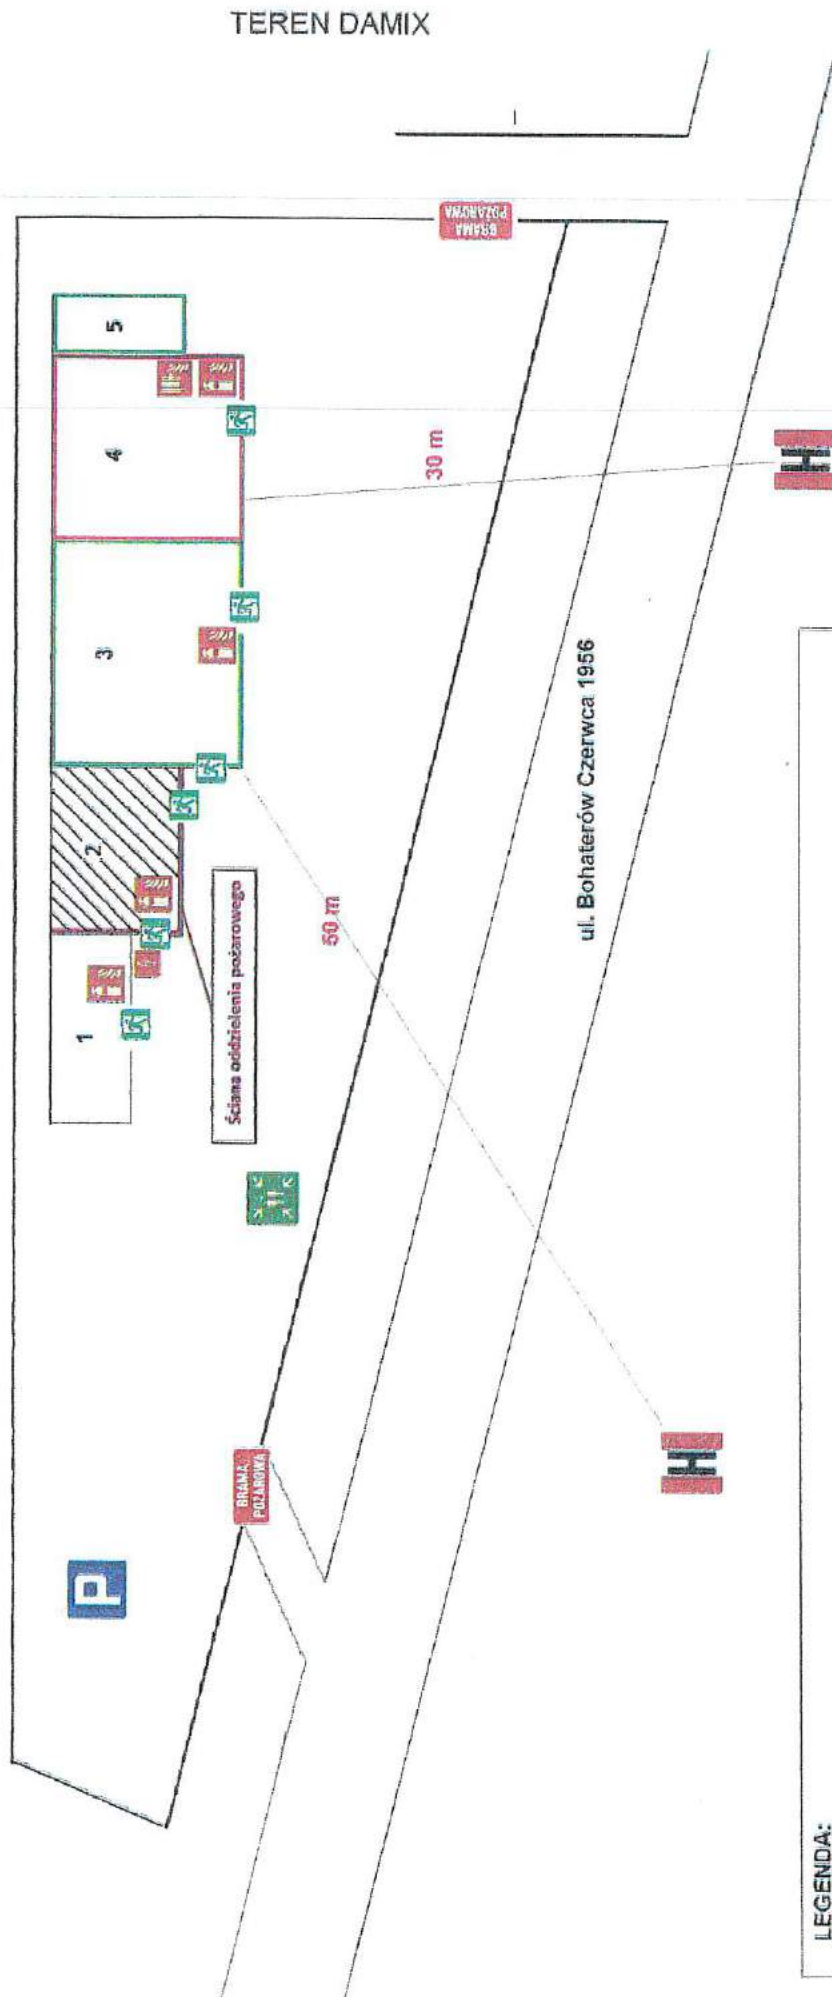 TEREN DAMIX
BRAMA
POŻAROWA
5
4
3
2
1
30 m
50 m
Ściana oddzielenia pożarowego
ul. Bohaterów Czerwca 1956
H
H
BRAMA
POŻAROWA
P
LEGENDA: